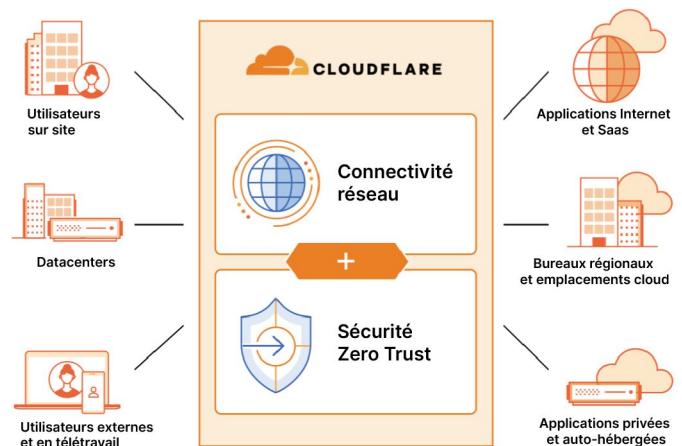 CLOUDFLARE
Utilisateurs
sur site
Datacenters
Utilisateurs externes
et en télétravail
Connectivité
réseau
+
Sécurité
Zero Trust
Applications Internet
et Saas
Bureaux régionaux
et emplacements cloud
Applications privées
et auto-hébergées